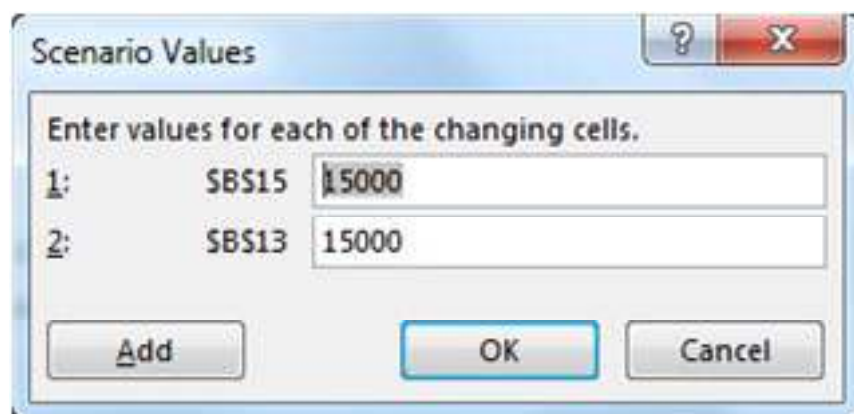 Scenario Values
?
Enter values for each of the changing cells.
1: $B$15 15000
2: $B$13 15000
Add OK Cancel